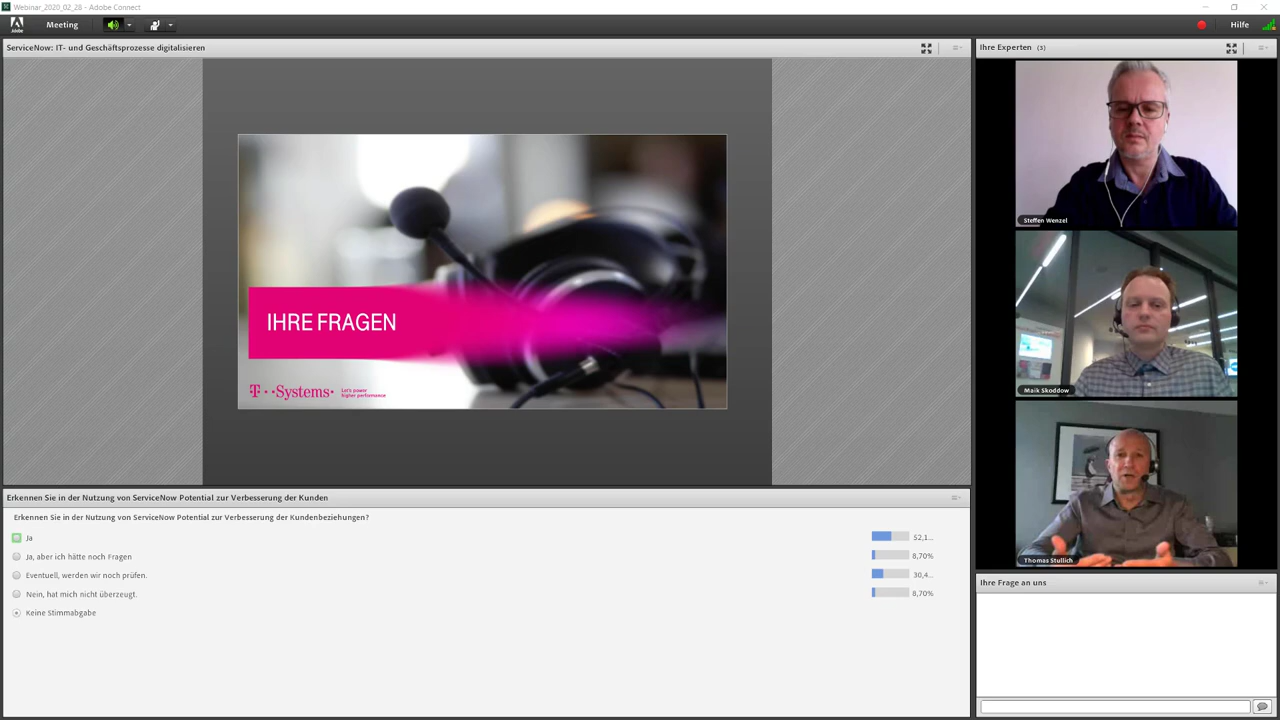 Webinar_2020_02_28 - Adobe Connect
Adobe
Meeting
Hilfe
ServiceNow: IT- und Geschäftsprozesse digitalisieren
IHRE FRAGEN
T··Systems·
Let's power
higher performance
Ihre Experten (3)
Steffen Wenzel
Maik Skoddow
Thomas Stullich
Erkennen Sie in der Nutzung von ServiceNow Potential zur Verbesserung der Kunden
Erkennen Sie in der Nutzung von ServiceNow Potential zur Verbesserung der Kundenbeziehungen?
Ja 52,1...
Ja, aber ich hätte noch Fragen 8,70%
Eventuell, werden wir noch prüfen. 30,4...
Nein, hat mich nicht überzeugt. 8,70%
Keine Stimmabgabe
Ihre Frage an uns